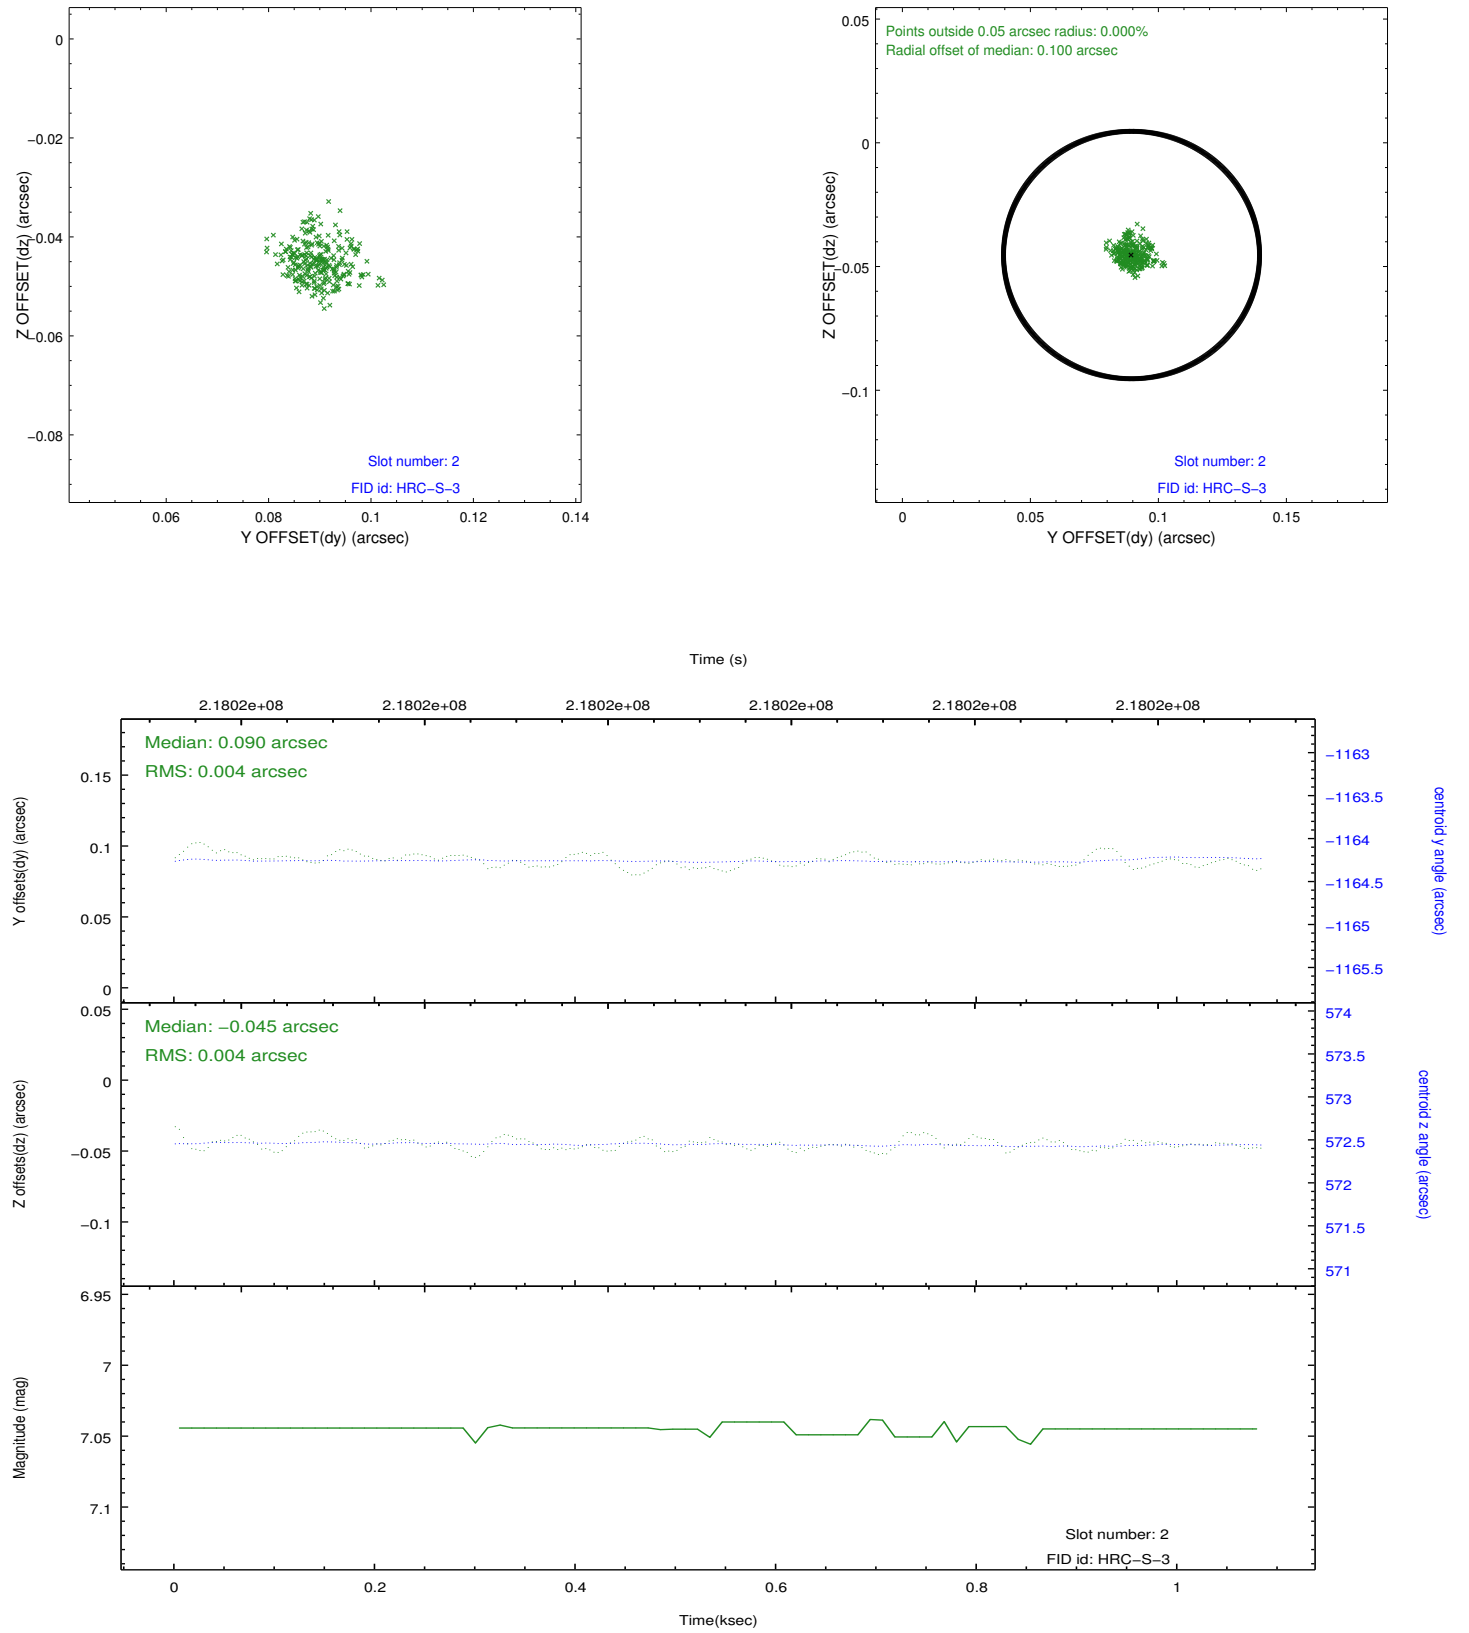 0
−0.02
−0.04
−0.06
−0.08
Z OFFSET(dz) (arcsec)
Slot number: 2
FID id: HRC−S−3
0.06 0.08 0.1 0.12 0.14
Y OFFSET(dy) (arcsec)
0.05
0
−0.05
−0.1
Z OFFSET(dz) (arcsec)
Points outside 0.05 arcsec radius: 0.000%
Radial offset of median: 0.100 arcsec
Slot number: 2
FID id: HRC−S−3
0 0.05 0.1 0.15
Y OFFSET(dy) (arcsec)
Time (s)
2.1802e+08 2.1802e+08 2.1802e+08 2.1802e+08 2.1802e+08 2.1802e+08
Median: 0.090 arcsec
RMS: 0.004 arcsec
0.15
0.1
0.05
0
Y offsets(dy) (arcsec)
−1163
−1163.5
−1164
−1164.5
−1165
−1165.5
centroid y angle (arcsec)
Median: −0.045 arcsec
RMS: 0.004 arcsec
0.05
0
−0.05
−0.1
Z offsets(dz) (arcsec)
574
573.5
573
572.5
572
571.5
571
centroid z angle (arcsec)
6.95
7
7.05
7.1
Magnitude (mag)
Slot number: 2
FID id: HRC−S−3
0 0.2 0.4 0.6 0.8 1
Time(ksec)